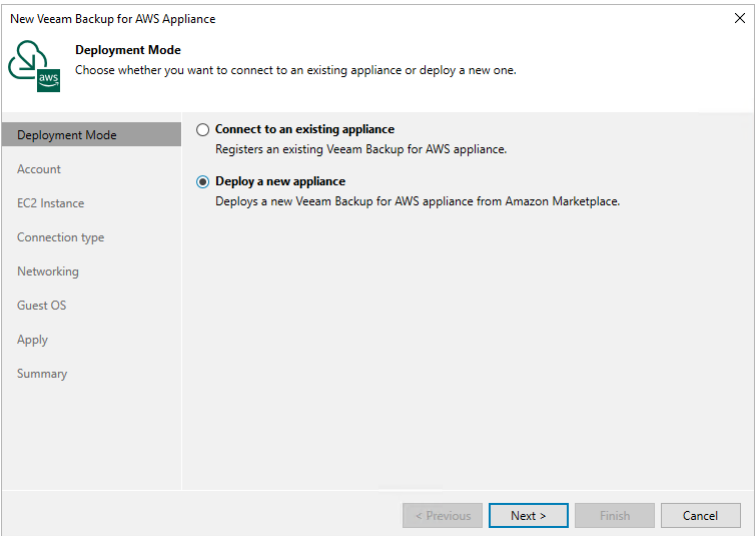 New Veeam Backup for AWS Appliance
Deployment Mode
Choose whether you want to connect to an existing appliance or deploy a new one.
aws
Deployment Mode
Account
EC2 Instance
Connection type
Networking
Guest OS
Apply
Summary
Connect to an existing appliance
Registers an existing Veeam Backup for AWS appliance.
Deploy a new appliance
Deploys a new Veeam Backup for AWS appliance from Amazon Marketplace.
< Previous
Next >
Finish
Cancel